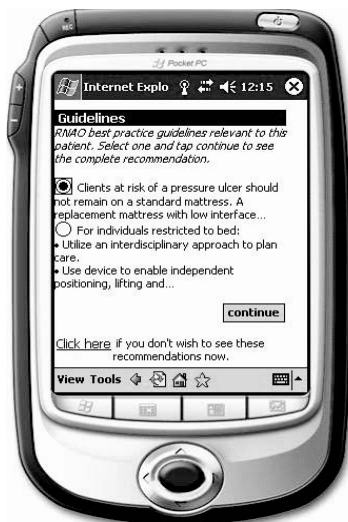 REC
Pocket PC
Internet Explo 12:15
Guidelines
RNAO best practice guidelines relevant to this
patient. Select one and tap continue to see
the complete recommendation.
Clients at risk of a pressure ulcer should
not remain on a standard mattress. A
replacement mattress with low interface...
For individuals restricted to bed:
• Utilize an interdisciplinary approach to plan
care.
• Use device to enable independent
positioning, lifting and...
continue
Click here if you don't wish to see these
recommendations now.
View Tools